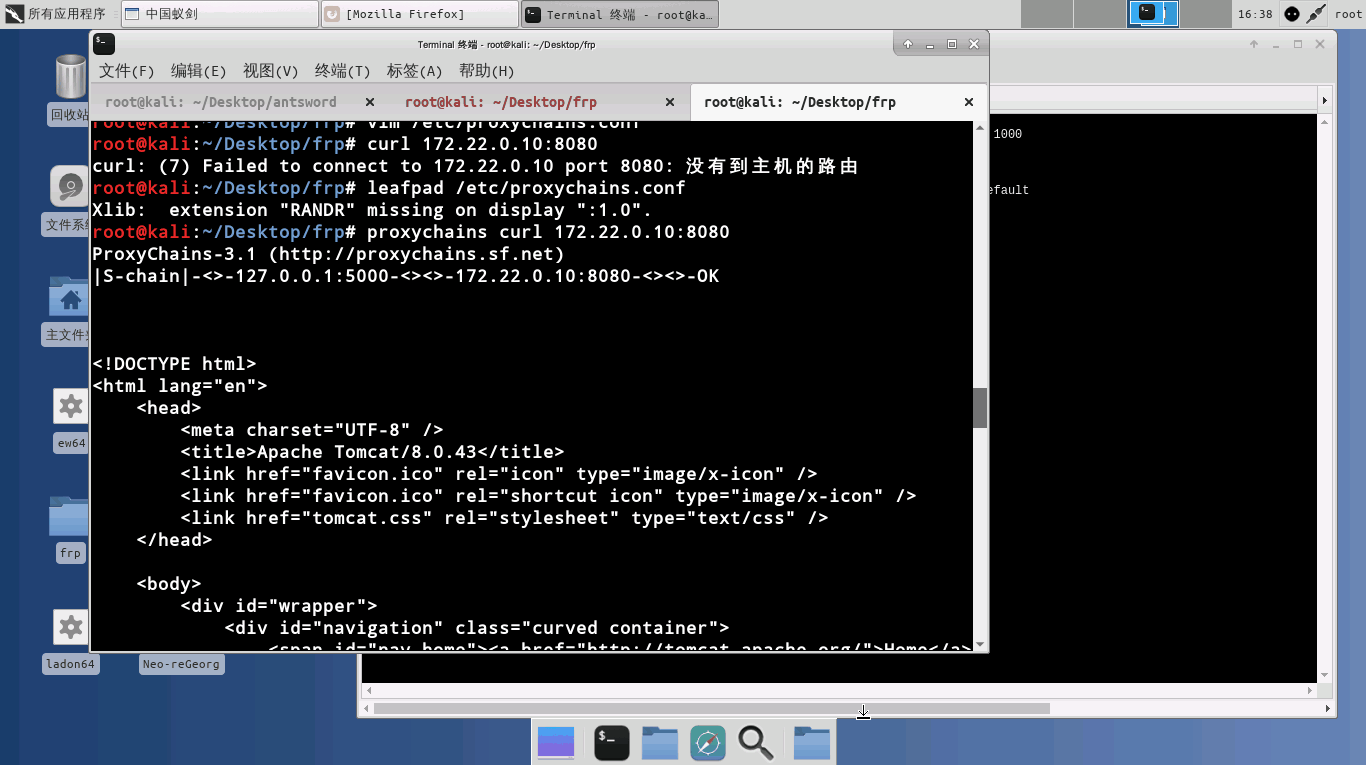 所有应用程序
中国蚁剑
[Mozilla Firefox]
Terminal 终端 - root@ka…
16:38
root
Terminal 终端 - root@kali: ~/Desktop/frp
文件(F) 编辑(E) 视图(V) 终端(T) 标签(A) 帮助(H)
root@kali: ~/Desktop/antsword
root@kali: ~/Desktop/frp
root@kali: ~/Desktop/frp
root@kali:~/Desktop/frp# vim /etc/proxychains.conf
root@kali:~/Desktop/frp# curl 172.22.0.10:8080
curl: (7) Failed to connect to 172.22.0.10 port 8080: 没有到主机的路由
root@kali:~/Desktop/frp# leafpad /etc/proxychains.conf
Xlib:  extension "RANDR" missing on display ":1.0".
root@kali:~/Desktop/frp# proxychains curl 172.22.0.10:8080
ProxyChains-3.1 (http://proxychains.sf.net)
|S-chain|-<>-127.0.0.1:5000-<><>-172.22.0.10:8080-<><>-OK
<!DOCTYPE html>
<html lang="en">
    <head>
        <meta charset="UTF-8" />
        <title>Apache Tomcat/8.0.43</title>
        <link href="favicon.ico" rel="icon" type="image/x-icon" />
        <link href="favicon.ico" rel="shortcut icon" type="image/x-icon" />
        <link href="tomcat.css" rel="stylesheet" type="text/css" />
    </head>
    <body>
        <div id="wrapper">
            <div id="navigation" class="curved container">
                <span id="nav-home"><a href="http://tomcat.apache.org/">Home</a>
1000
efault
回收站
文件系统
主文件夹
ew64
frp
ladon64
Neo-reGeorg